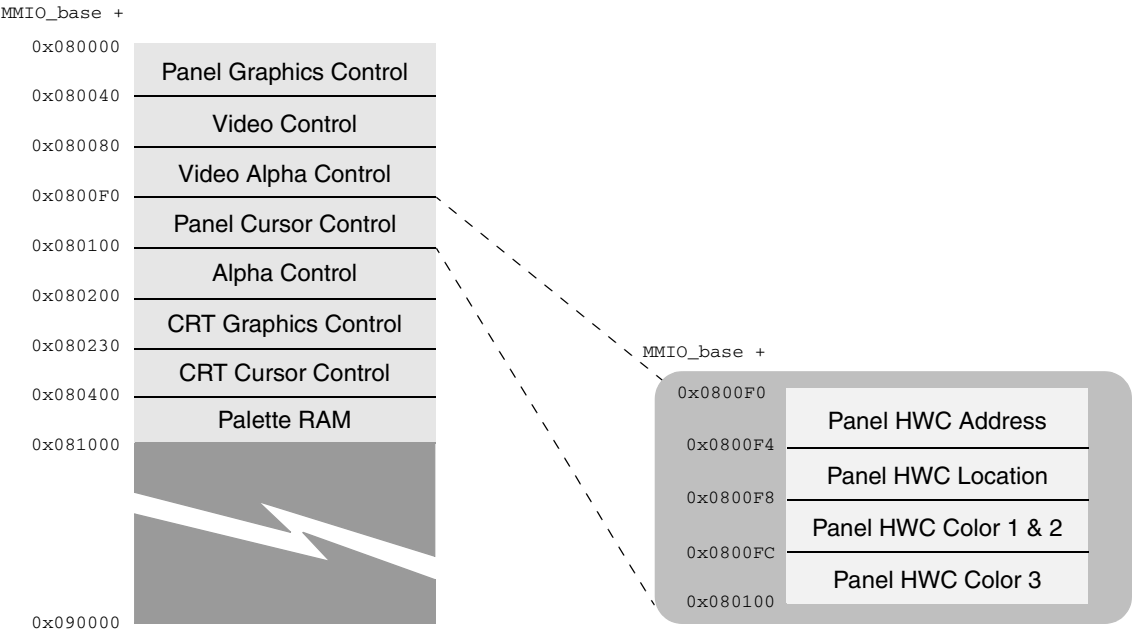 MMIO_base +
0x080000
Panel Graphics Control
0x080040
Video Control
0x080080
Video Alpha Control
0x0800F0
Panel Cursor Control
0x080100
Alpha Control
0x080200
CRT Graphics Control
0x080230
CRT Cursor Control
0x080400
Palette RAM
0x081000
0x090000
MMIO_base +
0x0800F0
Panel HWC Address
0x0800F4
Panel HWC Location
0x0800F8
Panel HWC Color 1 & 2
0x0800FC
Panel HWC Color 3
0x080100